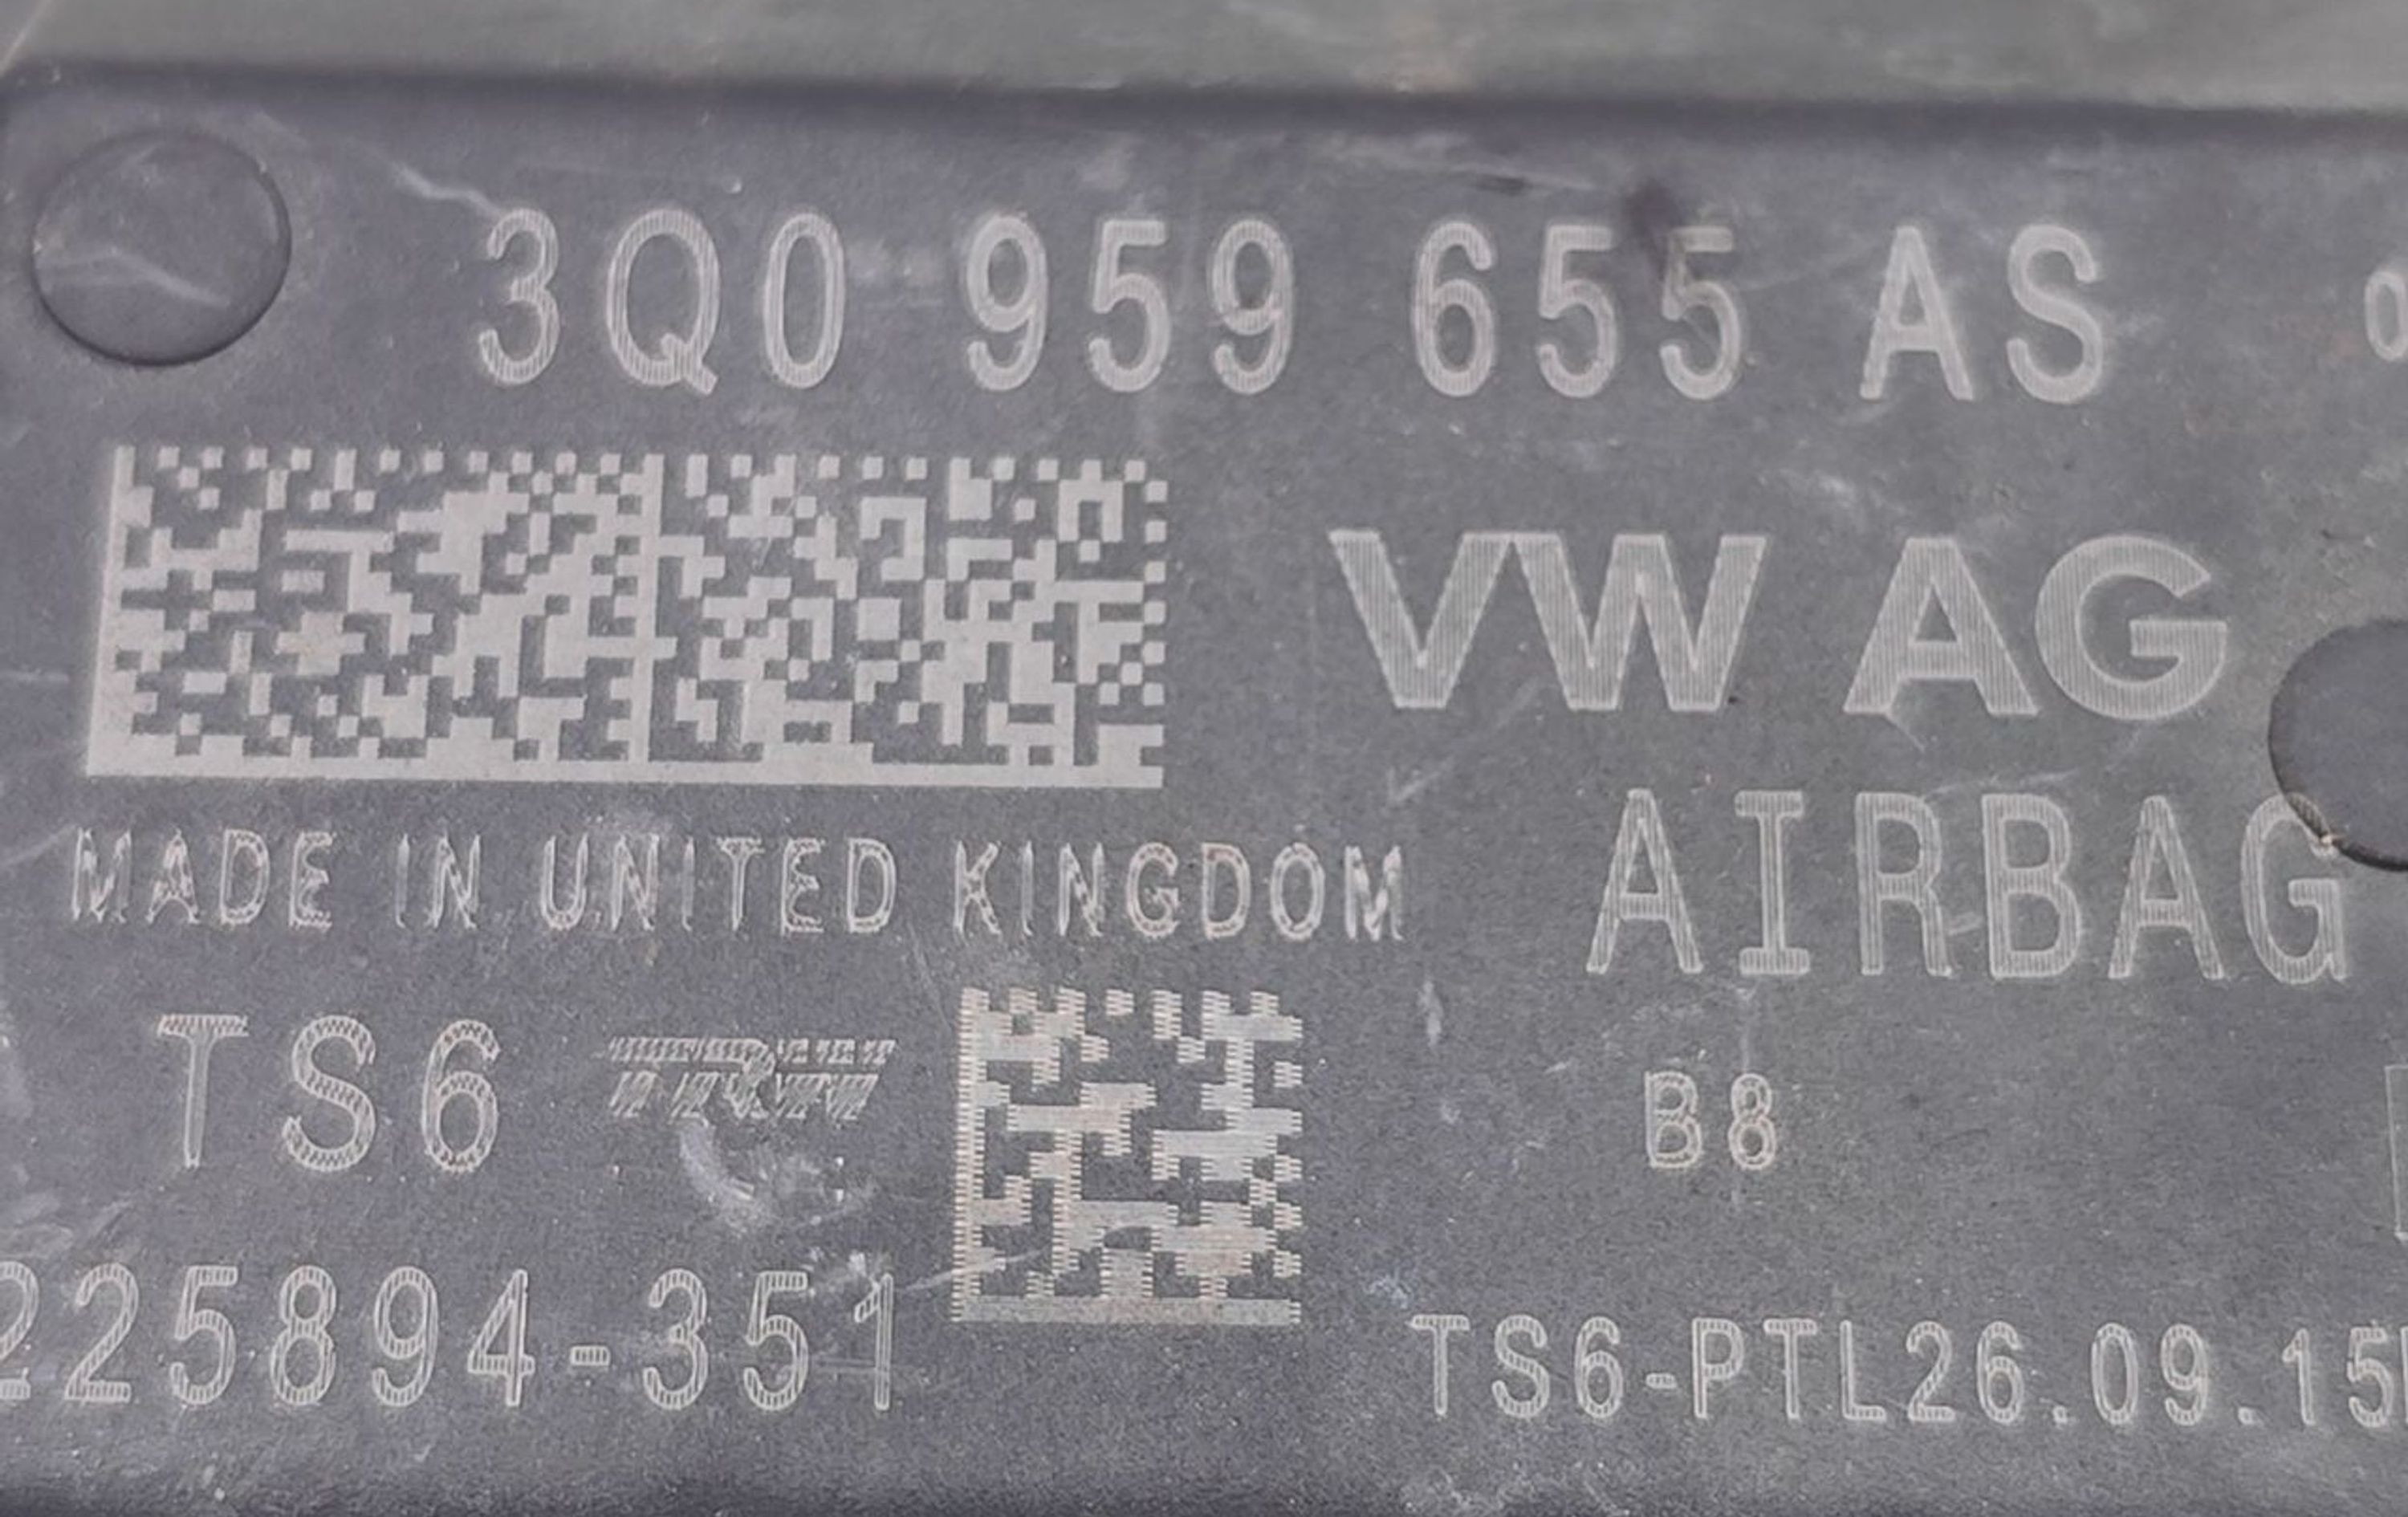 3Q0 959 655 AS
VW AG
MADE IN UNITED KINGDOM
AIRBAG
TS6 TRW
B8
225894-351
TS6-PTL26.09.15